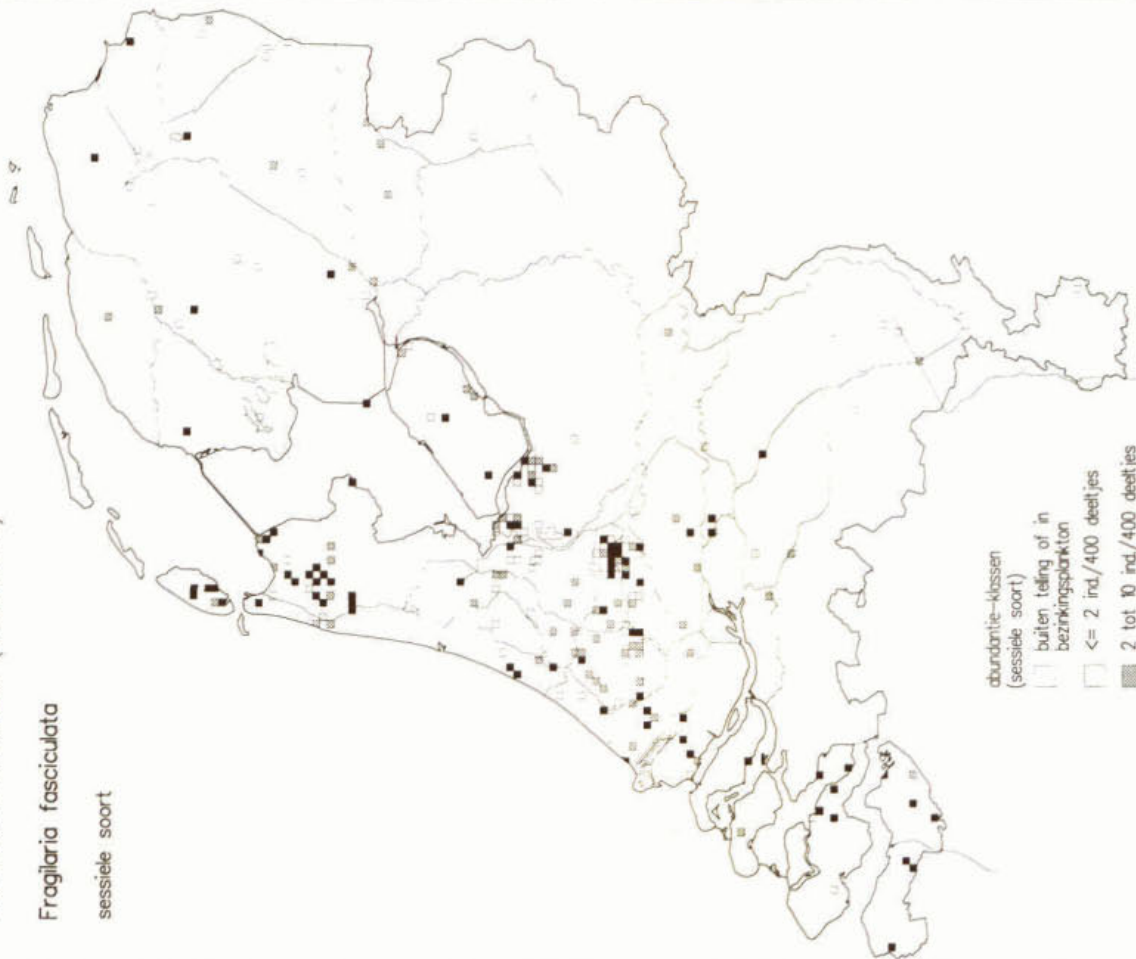 Fragilaria fasciculata
sessiele soort
abundantie-klassen
(sessiele soort)
buiten telling of in
bezinkingsplankton
<= 2 ind./400 deeltjes
2 tot 10 ind./400 deeltjes